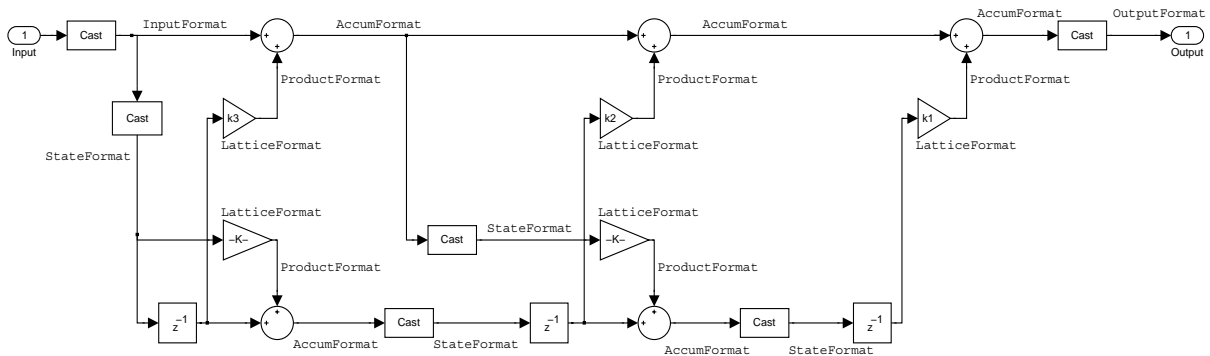 InputFormat
AccumFormat
AccumFormat
AccumFormat
OutputFormat
1
Input
Cast
+
+
+
+
+
+
Cast
1
Output
ProductFormat
ProductFormat
ProductFormat
Cast
k3
k2
k1
StateFormat
LatticeFormat
LatticeFormat
LatticeFormat
LatticeFormat
LatticeFormat
−K−
Cast
StateFormat
−K−
ProductFormat
ProductFormat
z−1
+
+
Cast
z−1
+
+
Cast
z−1
AccumFormat
StateFormat
AccumFormat
StateFormat